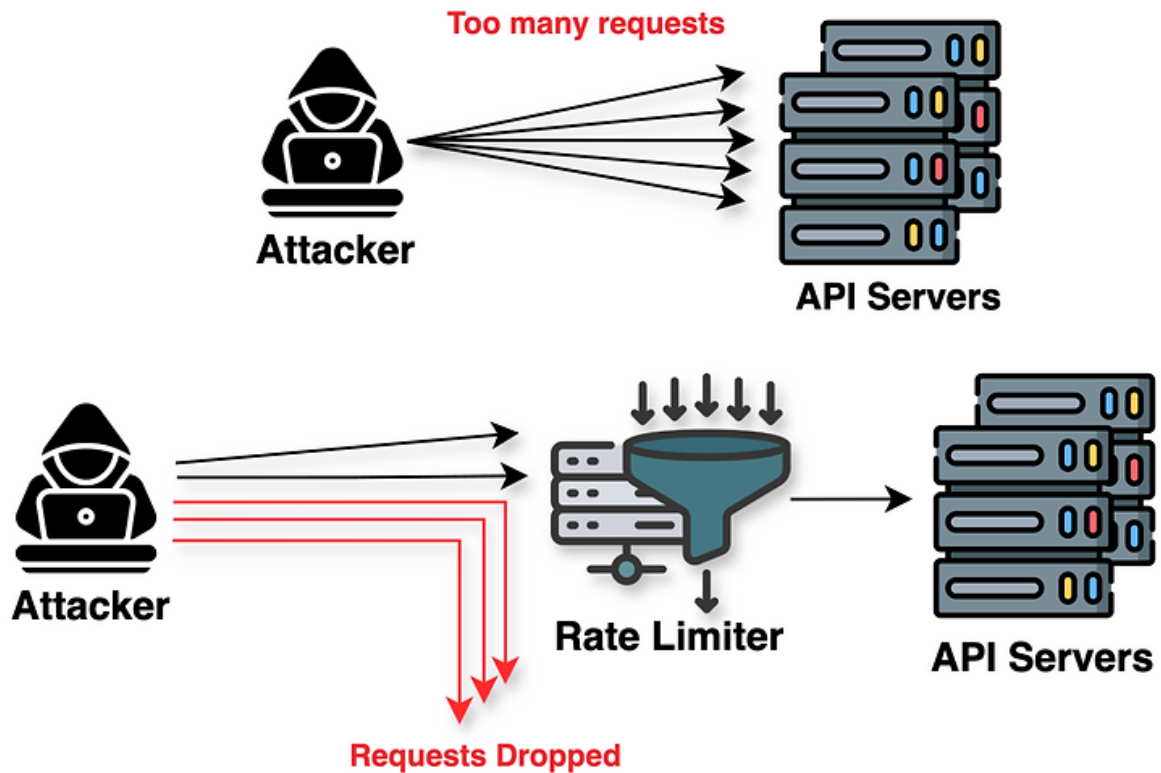 Too many requests
Attacker
API Servers
Attacker
Rate Limiter
API Servers
Requests Dropped